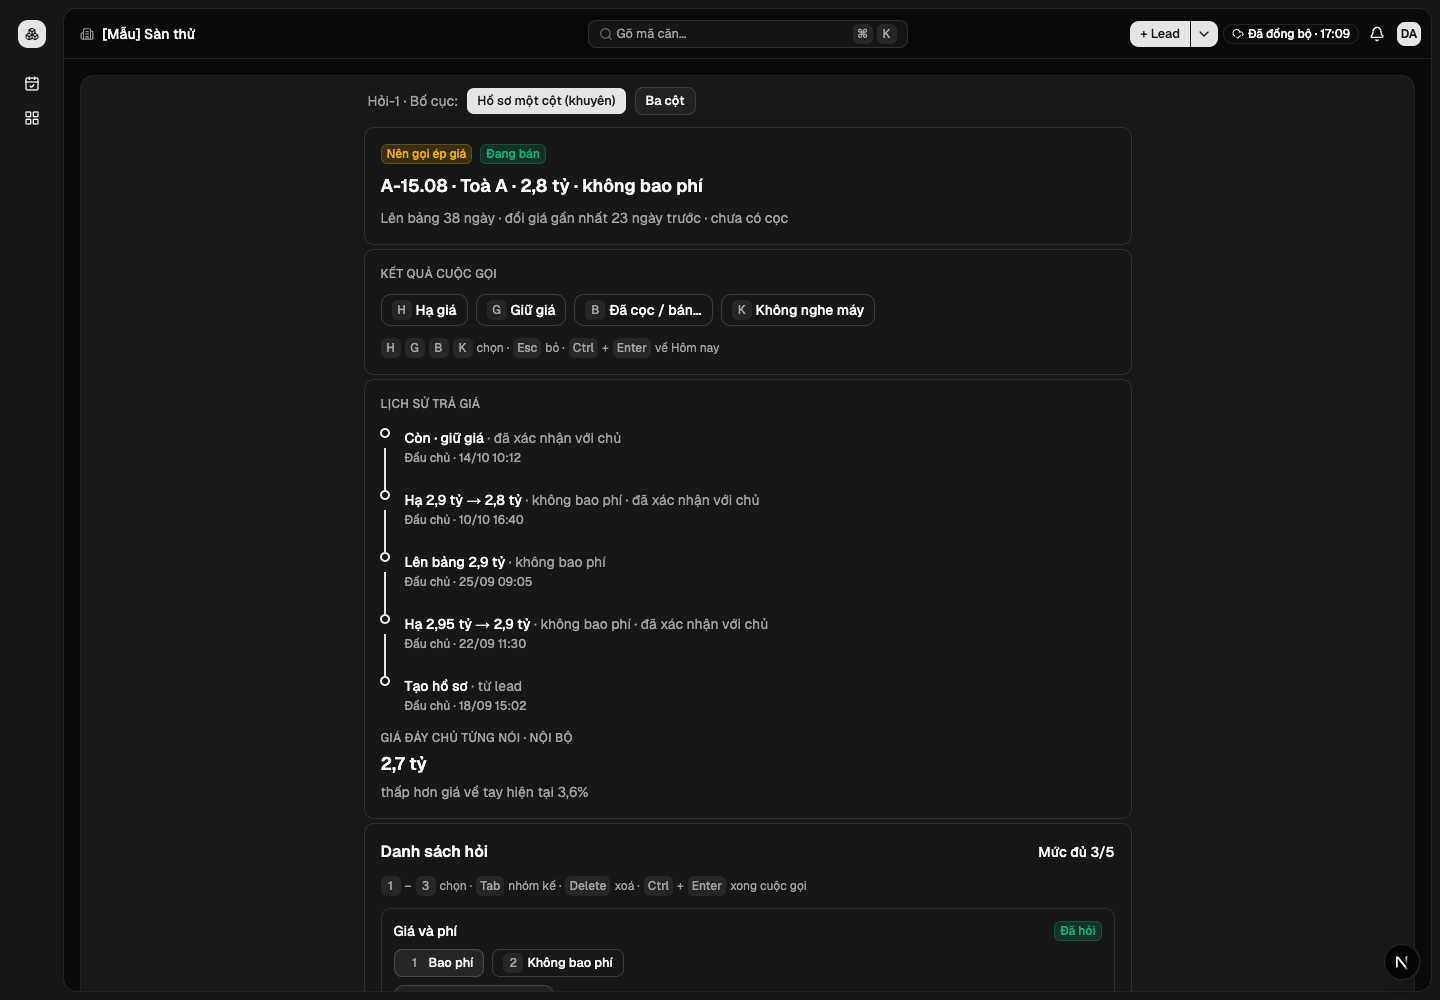 [Mẫu] Sàn thử
Gõ mã căn... ⌘ K
+ Lead
Đã đồng bộ · 17:09
DA
Hỏi-1 · Bố cục: Hồ sơ một cột (khuyên) Ba cột
Nên gọi ép giá Đang bán
A-15.08 · Toà A · 2,8 tỷ · không bao phí
Lên bảng 38 ngày · đổi giá gần nhất 23 ngày trước · chưa có cọc
KẾT QUẢ CUỘC GỌI
H Hạ giá G Giữ giá B Đã cọc / bán... K Không nghe máy
H G B K chọn · Esc bỏ · Ctrl + Enter về Hôm nay
LỊCH SỬ TRẢ GIÁ
Còn · giữ giá · đã xác nhận với chủ
Đầu chủ · 14/10 10:12
Hạ 2,9 tỷ → 2,8 tỷ · không bao phí · đã xác nhận với chủ
Đầu chủ · 10/10 16:40
Lên bảng 2,9 tỷ · không bao phí
Đầu chủ · 25/09 09:05
Hạ 2,95 tỷ → 2,9 tỷ · không bao phí · đã xác nhận với chủ
Đầu chủ · 22/09 11:30
Tạo hồ sơ · từ lead
Đầu chủ · 18/09 15:02
GIÁ ĐÁY CHỦ TỪNG NÓI · NỘI BỘ
2,7 tỷ
thấp hơn giá về tay hiện tại 3,6%
Danh sách hỏi
Mức đủ 3/5
1 – 3 chọn · Tab nhóm kế · Delete xoá · Ctrl + Enter xong cuộc gọi
Giá và phí
Đã hỏi
1 Bao phí 2 Không bao phí
N